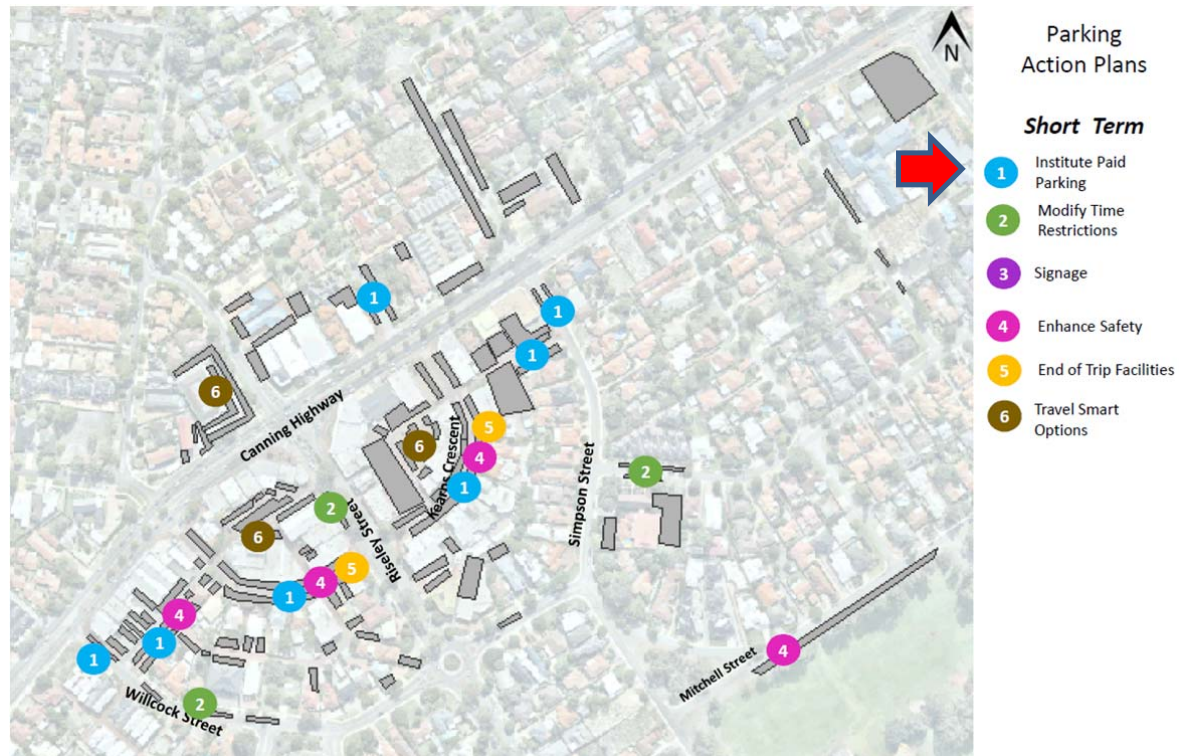 N
Parking
Action Plans
Short Term
1 Institute Paid
Parking
2 Modify Time
Restrictions
3 Signage
4 Enhance Safety
5 End of Trip Facilities
6 Travel Smart
Options
1
1
1
6
Canning Highway
5
6
Kearns Crescent
4
2
1
2
Riseley Street
Simpson Street
6
5
4
1
4
1
1
4
Mitchell Street
2
Willcock Street